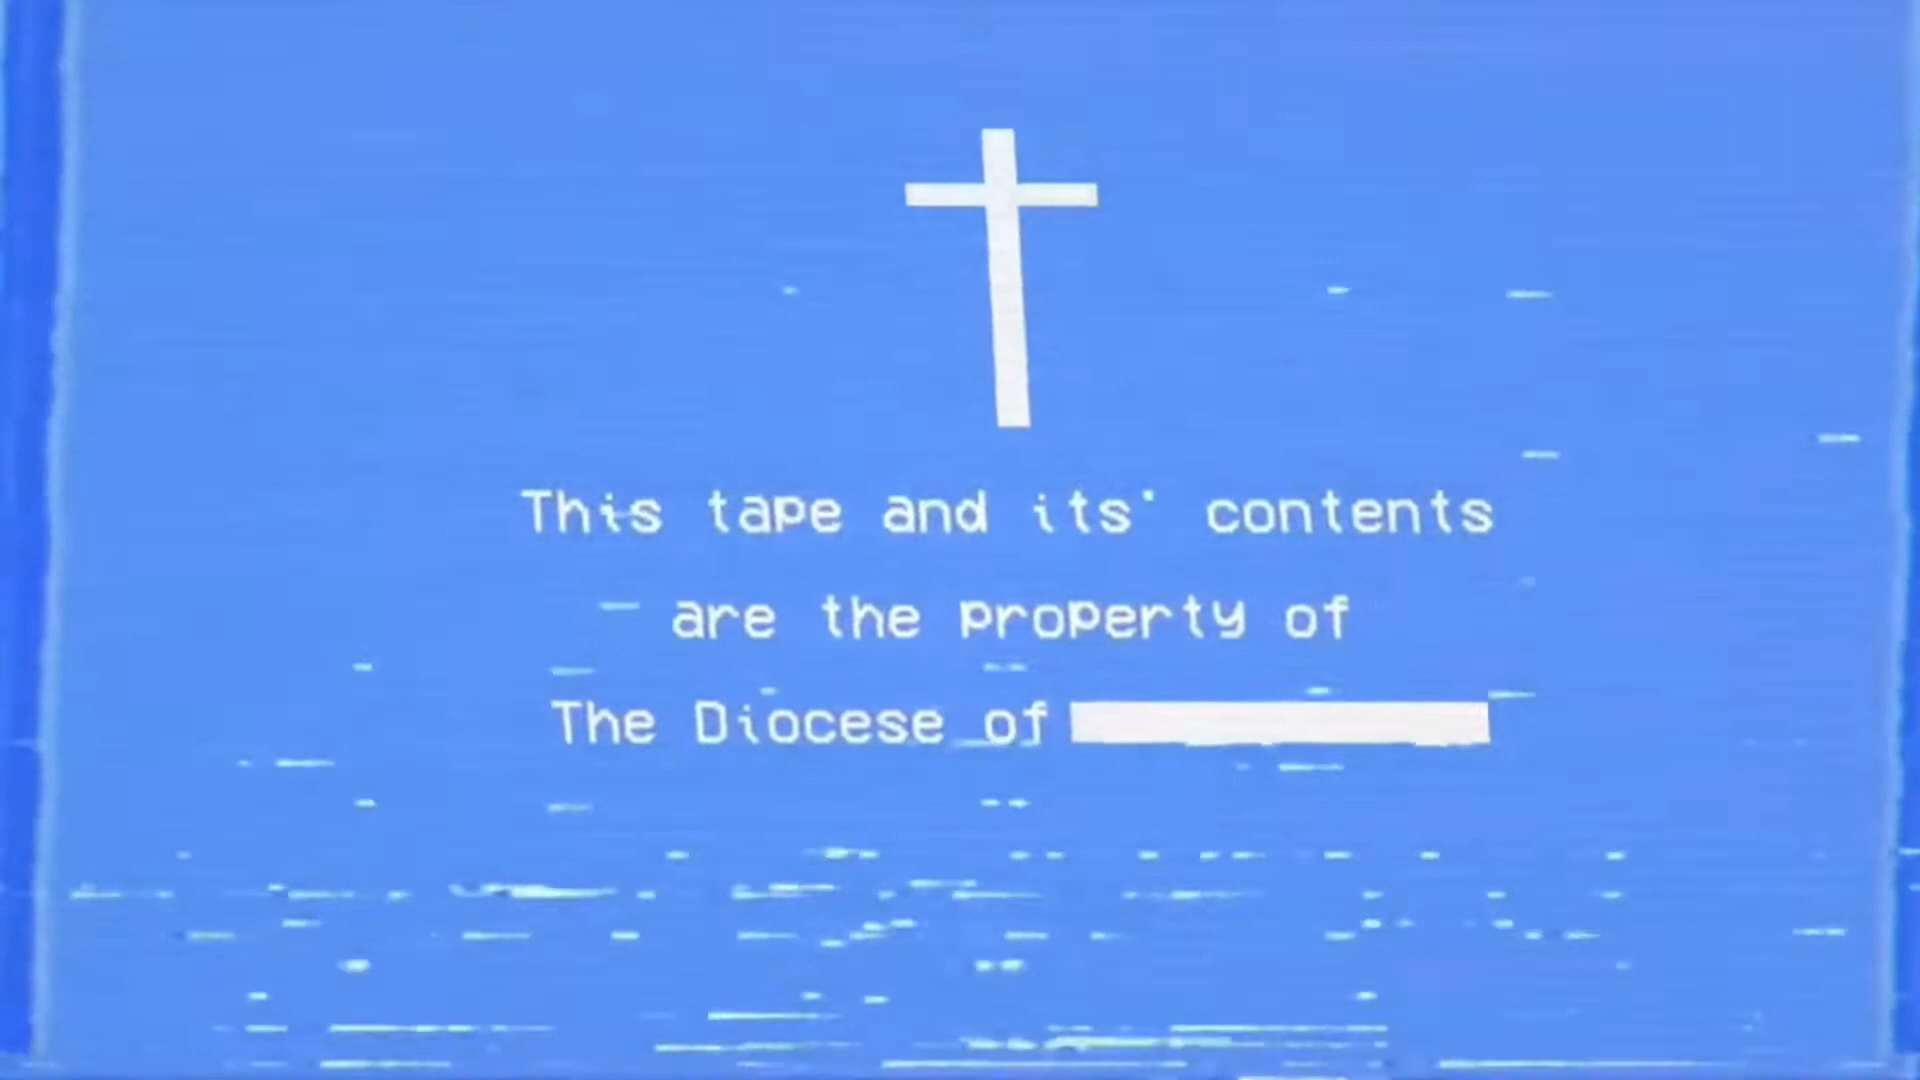 This tape and its' contents
are the property of
The Diocese of